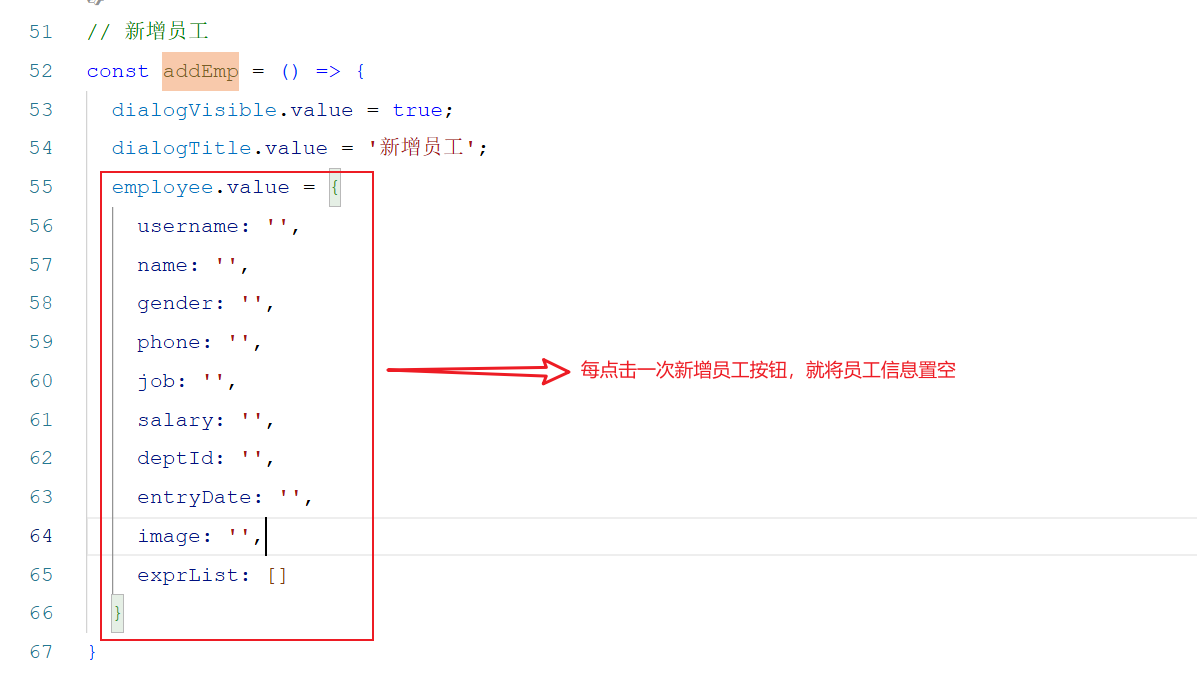 51 // 新增员工
52 const addEmp = () => {
53 dialogVisible.value = true;
54 dialogTitle.value = '新增员工';
55 employee.value = {
56 username: '',
57 name: '',
58 gender: '',
59 phone: '',
60 job: '',
每点击一次新增员工按钮，就将员工信息置空
61 salary: '',
62 deptId: '',
63 entryDate: '',
64 image: '',
65 exprList: []
66 }
67 }